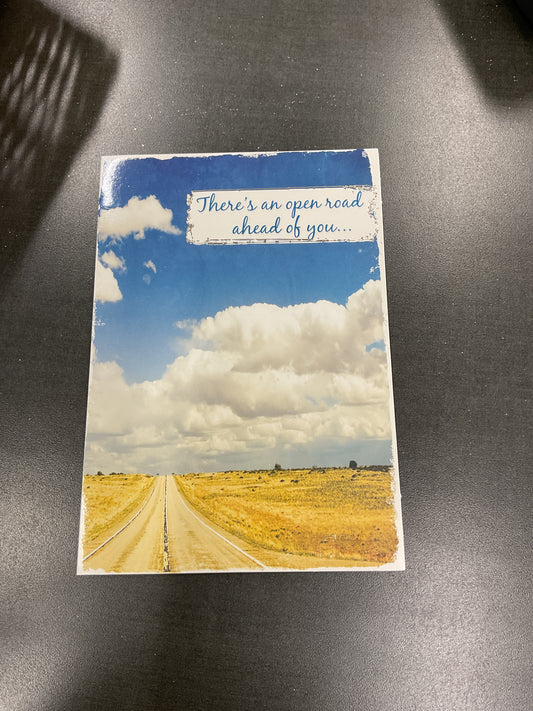 There's an open road
ahead of you...